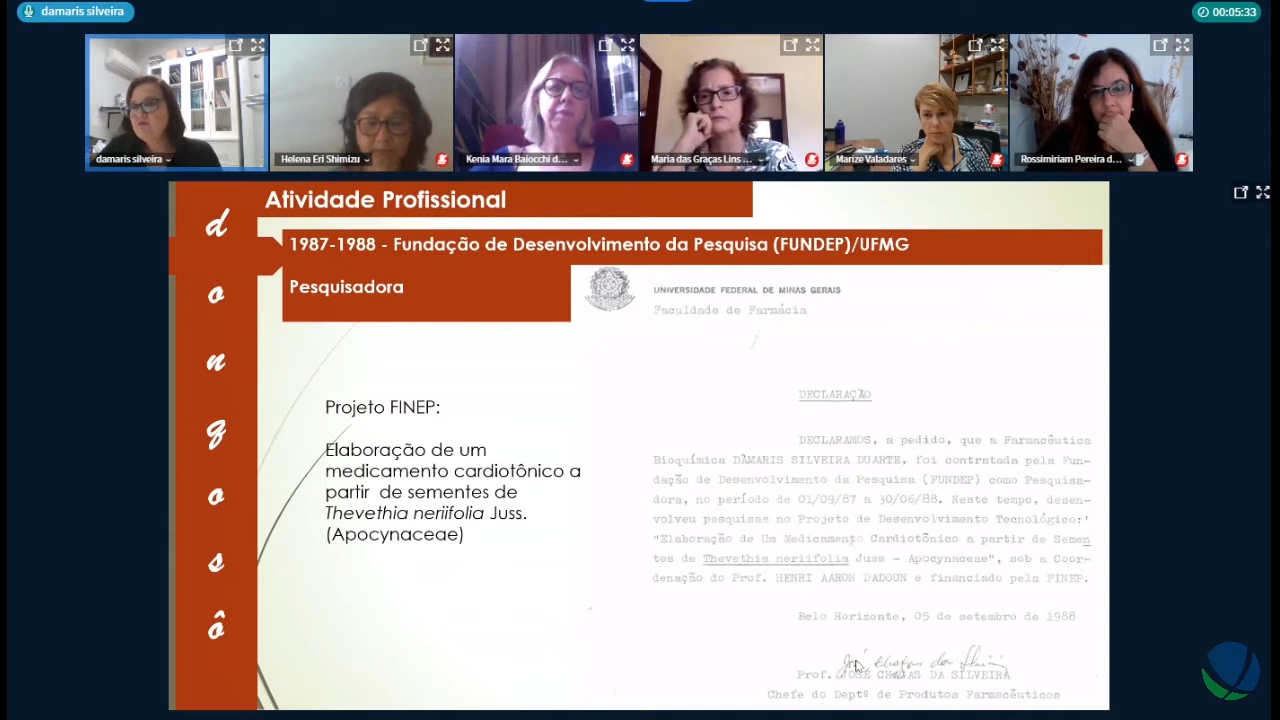 damaris silveira
00:05:33
damaris silveira
Helena Eri Shimizu
Kenia Mara Baiocchi d...
Maria das Graças Lins ...
Marize Valadares
Rossimiriam Pereira d...
Atividade Profissional
1987-1988 - Fundação de Desenvolvimento da Pesquisa (FUNDEP)/UFMG
Pesquisadora
d
o
n
q
o
s
ô
Projeto FINEP:
Elaboração de um
medicamento cardiotônico a
partir de sementes de
Thevethia neriifolia Juss.
(Apocynaceae)
UNIVERSIDADE FEDERAL DE MINAS GERAIS
Faculdade de Farmácia
DECLARAÇÃO
DECLARAMOS, a pedido, que a Farmacêutica
Bioquímica DÂMARIS SILVEIRA DUARTE, foi contratada pela Fun-
dação de Desenvolvimento da Pesquisa (FUNDEP) como Pesquisa-
dora, no período de 01/09/87 a 30/06/88. Neste tempo, desen-
volveu pesquisas no Projeto de Desenvolvimento Tecnológico:'
"Elaboração de Um Medicamento Cardiotônico a partir de Semen
tes de Thevethia neriifolia Juss - Apocynaceae", sob a Coor-
denação do Prof. HENRI AARON DADOUN e financiado pela FINEP.
Belo Horizonte, 05 de setembro de 1988
José Chagas da Silveira
Prof. JOSÉ CHAGAS DA SILVEIRA
Chefe do Deptº de Produtos Farmacêuticos